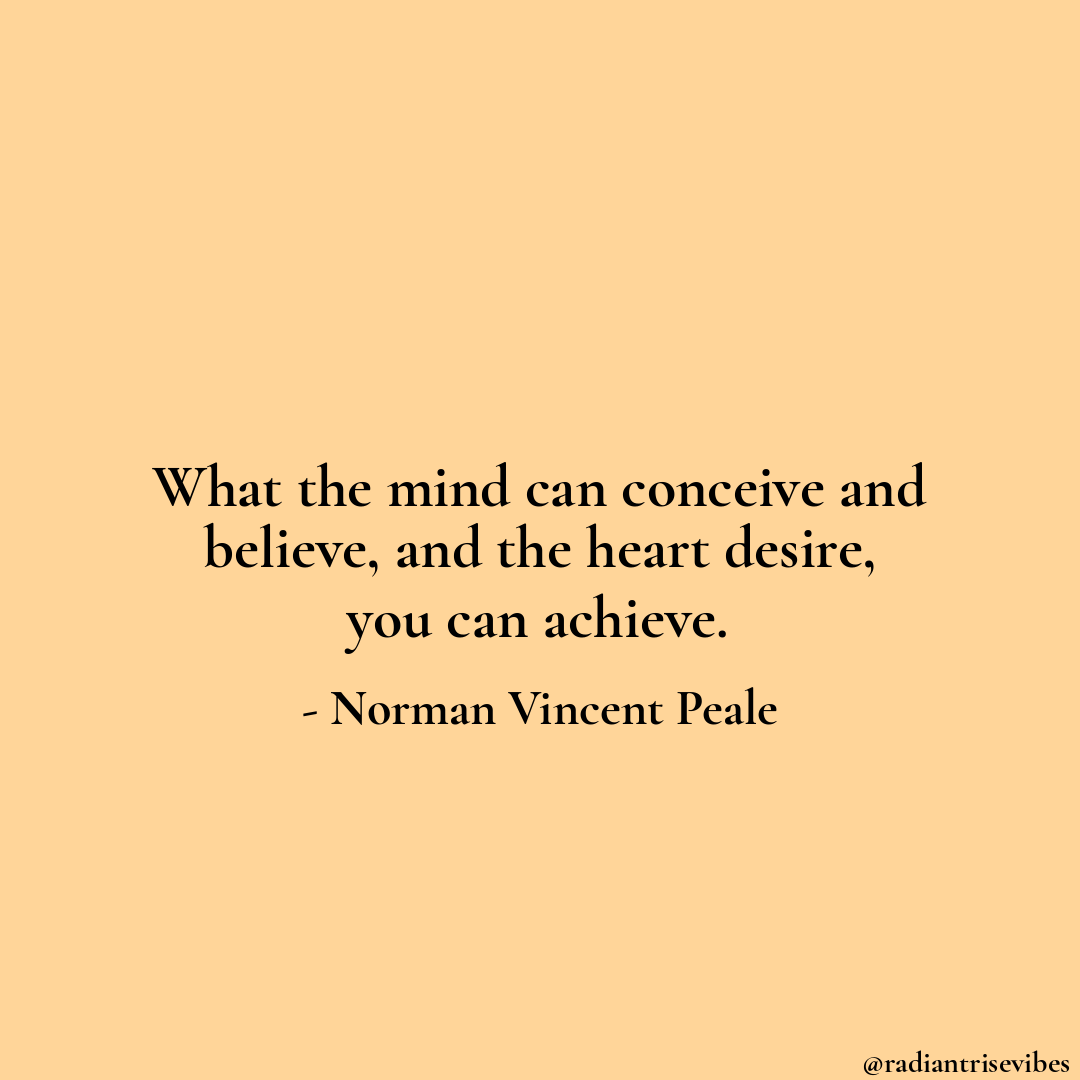 What the mind can conceive and
believe, and the heart desire,
you can achieve.
- Norman Vincent Peale
@radiantrisevibes